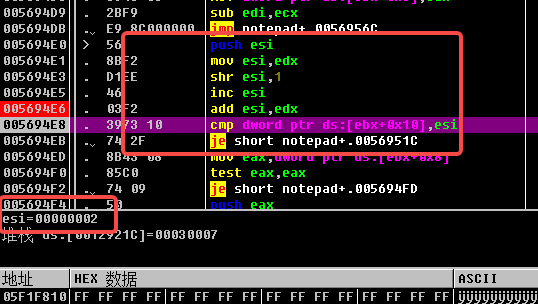 005694D9 . 2BF9 sub edi,ecx
005694DB .⌄ E9 8C000000 jmp notepad+.0056956C
005694E0 > 56 push esi
005694E1 . 8BF2 mov esi,edx
005694E3 . D1EE shr esi,1
005694E5 . 46 inc esi
005694E6 . 03F2 add esi,edx
005694E8 . 3973 10 cmp dword ptr ds:[ebx+0x10],esi
005694EB .⌄ 74 2F je short notepad+.0056951C
005694ED . 8B43 08 mov eax,dword ptr ds:[ebx+0x8]
005694F0 . 85C0 test eax,eax
005694F2 .⌄ 74 09 je short notepad+.005694FD
005694F4 . 50 push eax
esi=00000002
堆栈 ds:[0012921C]=00030007
地址 HEX 数据 ASCII
05F1F810 FF FF FF FF FF FF FF FF FF FF FF FF FF FF FF FF